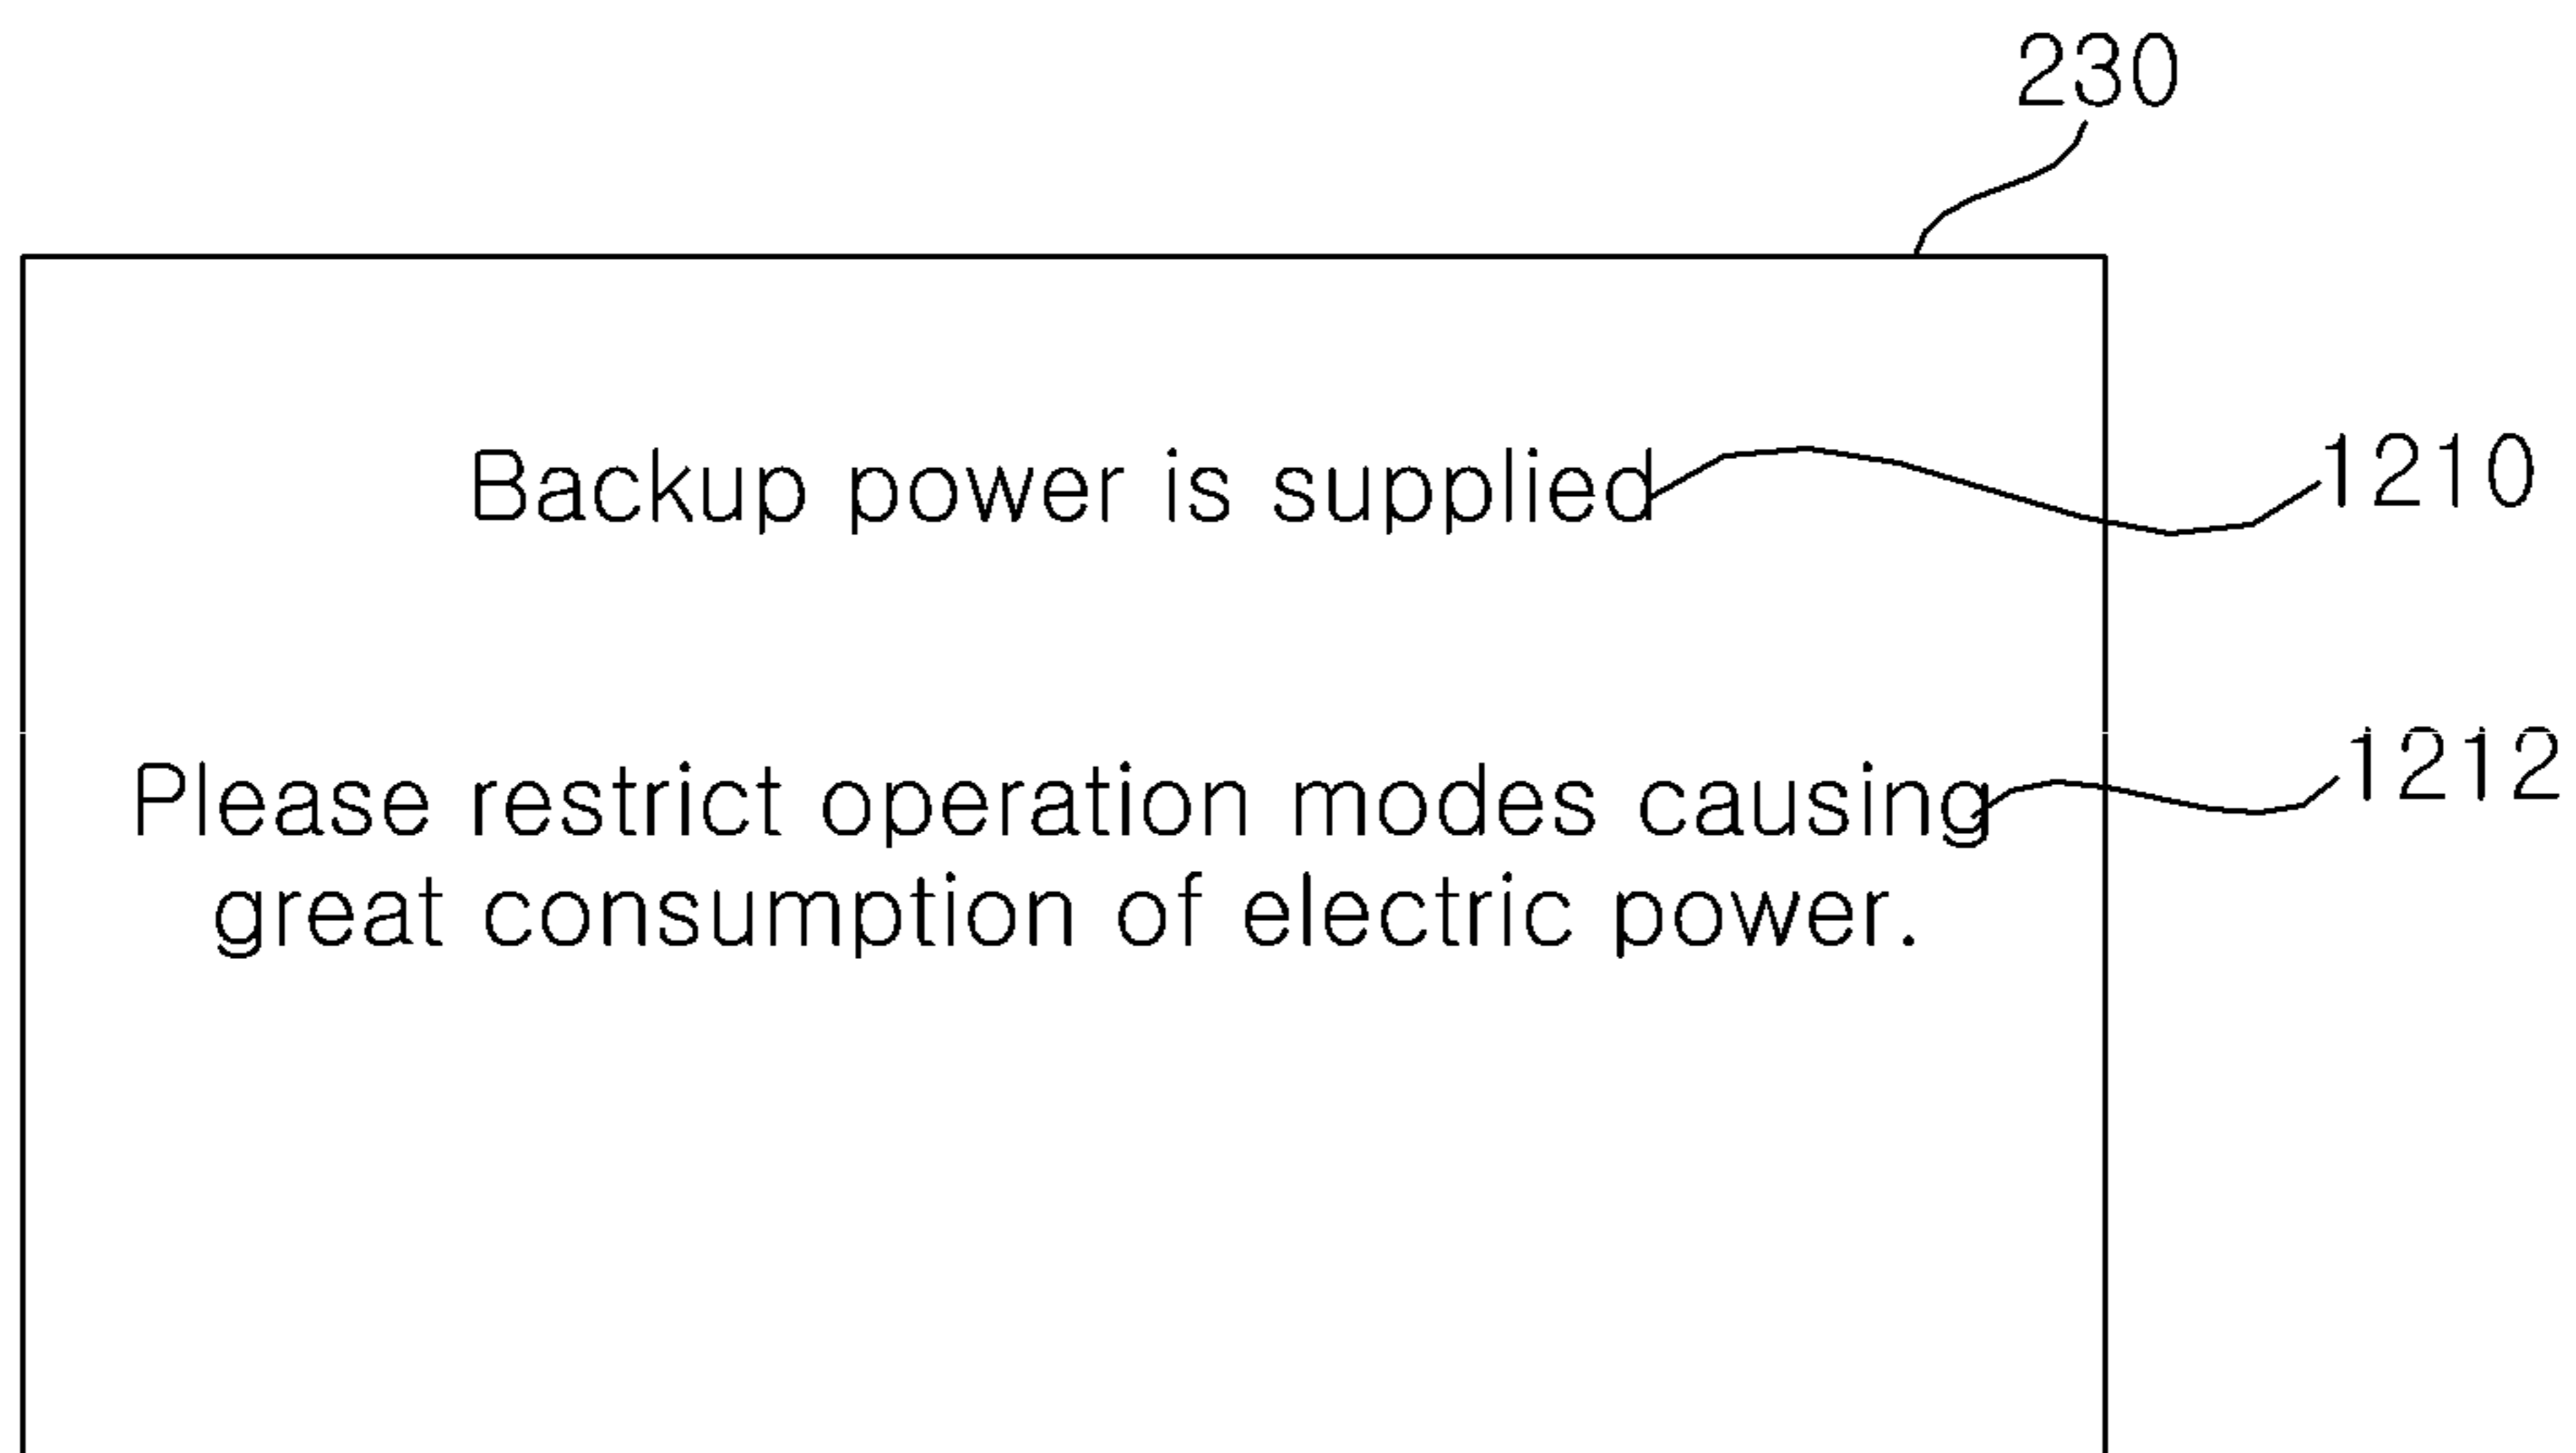 230
Backup power is supplied
1210
Please restrict operation modes causing
1212
great consumption of electric power.